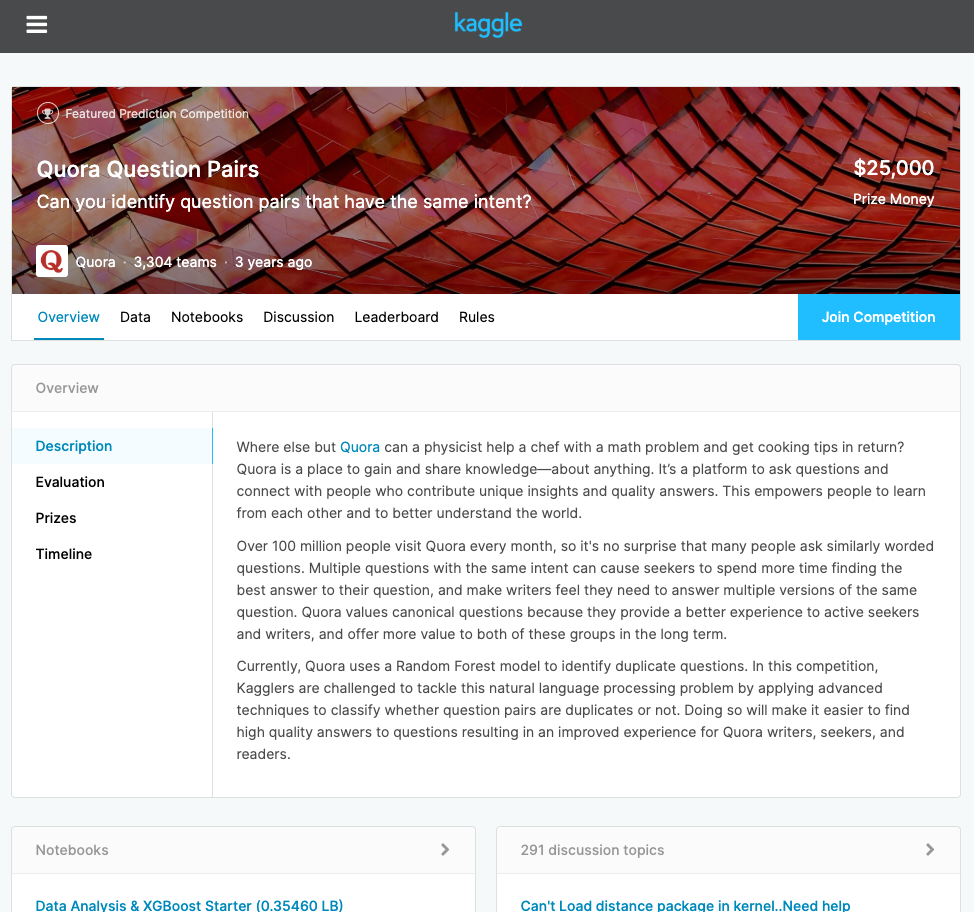 kaggle
Featured Prediction Competition
Quora Question Pairs
Can you identify question pairs that have the same intent?
$25,000
Prize Money
Q
Quora · 3,304 teams · 3 years ago
Overview Data Notebooks Discussion Leaderboard Rules Join Competition
Overview
Description
Evaluation
Prizes
Timeline
Where else but Quora can a physicist help a chef with a math problem and get cooking tips in return?
Quora is a place to gain and share knowledge—about anything. It’s a platform to ask questions and
connect with people who contribute unique insights and quality answers. This empowers people to learn
from each other and to better understand the world.
Over 100 million people visit Quora every month, so it's no surprise that many people ask similarly worded
questions. Multiple questions with the same intent can cause seekers to spend more time finding the
best answer to their question, and make writers feel they need to answer multiple versions of the same
question. Quora values canonical questions because they provide a better experience to active seekers
and writers, and offer more value to both of these groups in the long term.
Currently, Quora uses a Random Forest model to identify duplicate questions. In this competition,
Kagglers are challenged to tackle this natural language processing problem by applying advanced
techniques to classify whether question pairs are duplicates or not. Doing so will make it easier to find
high quality answers to questions resulting in an improved experience for Quora writers, seekers, and
readers.
Notebooks
Data Analysis & XGBoost Starter (0.35460 LB)
291 discussion topics
Can't Load distance package in kernel..Need help